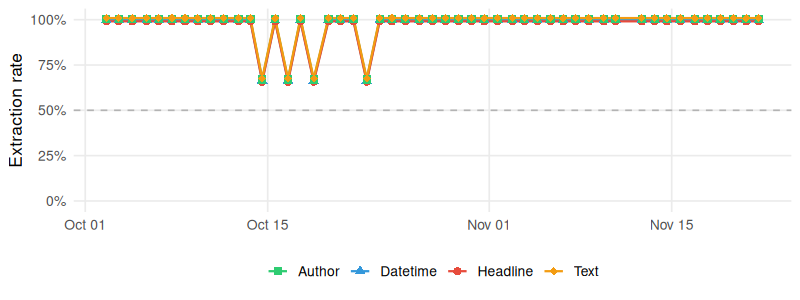 Extraction rate
100%
75%
50%
25%
0%
Oct 01 Oct 15 Nov 01 Nov 15
Author Datetime Headline Text